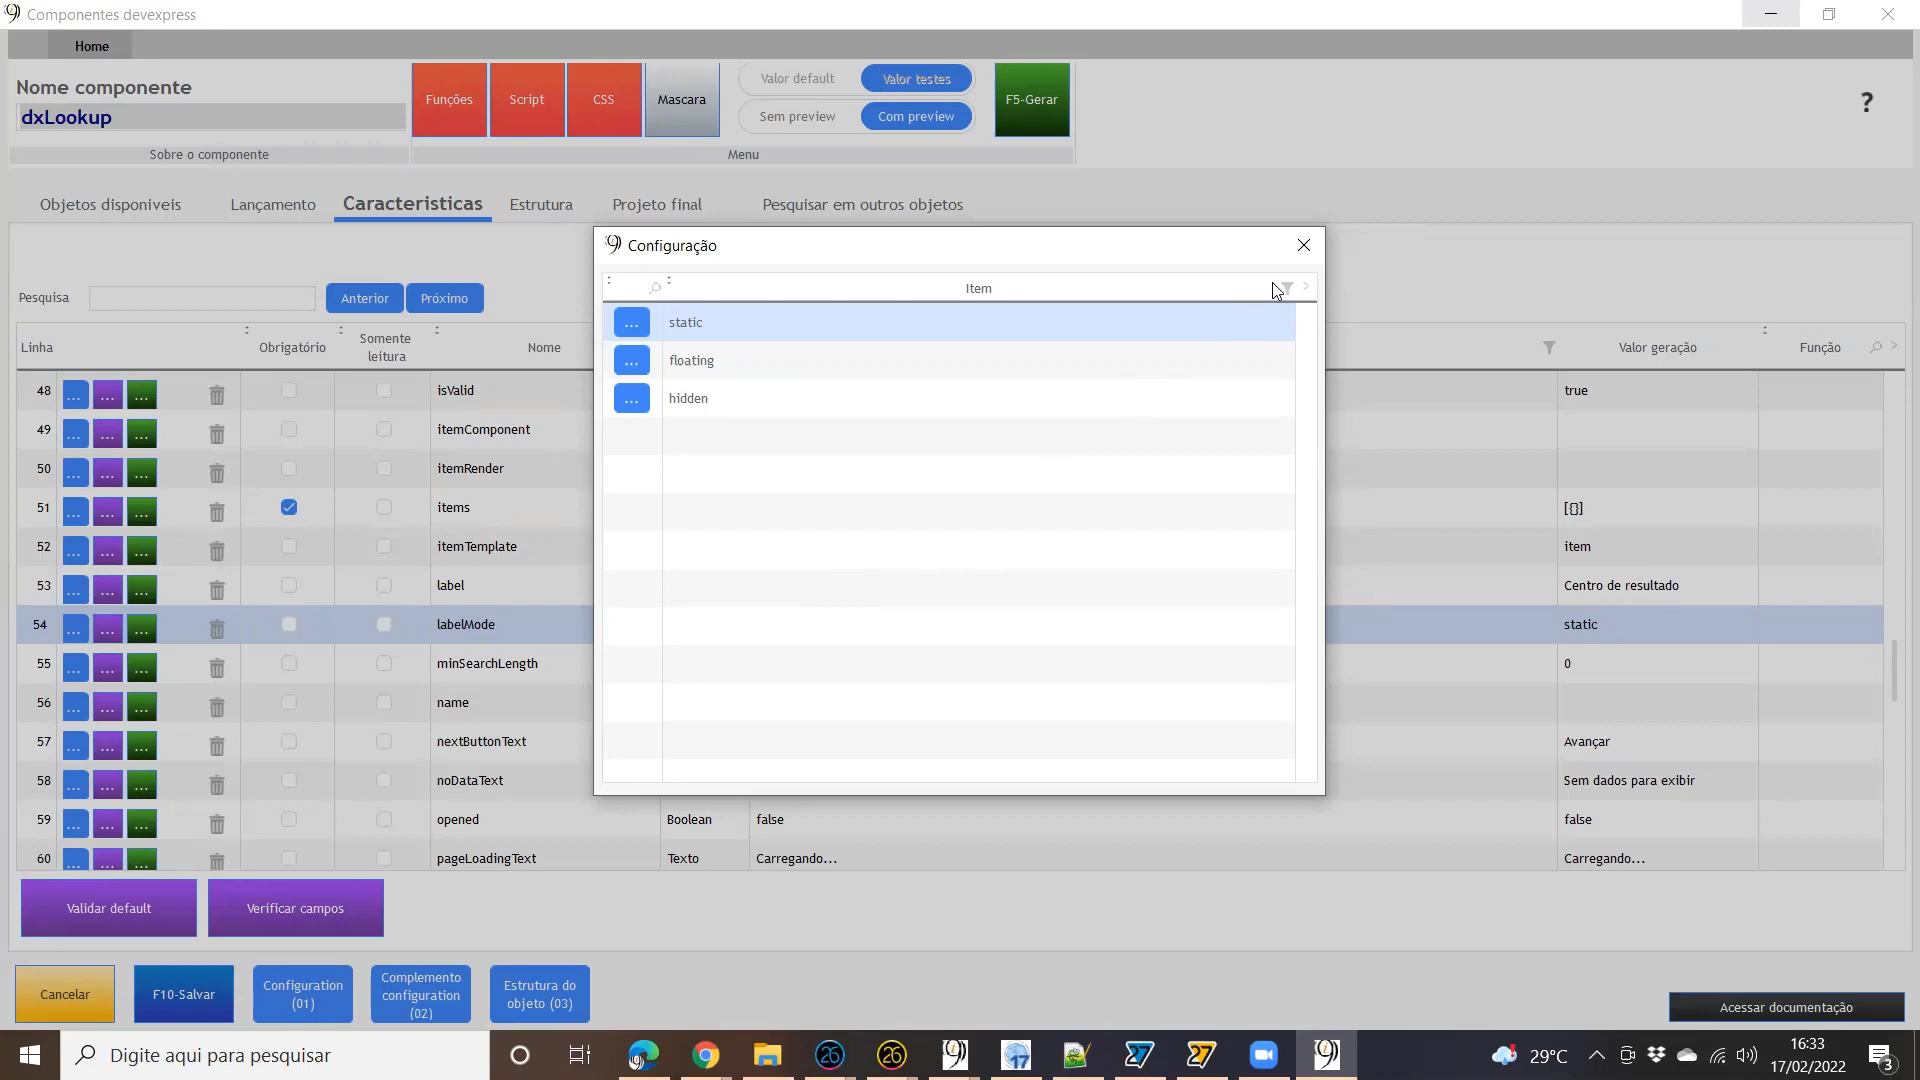 Componentes devexpress
Home
Nome componente
dxLookup
Sobre o componente
Funções
Script
CSS
Mascara
Valor default
Valor testes
Sem preview
Com preview
F5-Gerar
Menu
?
Objetos disponiveis
Lançamento
Caracteristicas
Estrutura
Projeto final
Pesquisar em outros objetos
Configuração
Item
... static
... floating
... hidden
Pesquisa
Anterior
Próximo
Linha
Obrigatório
Somente
leitura
Nome
Valor geração
Função
48 ... ... ... isValid true
49 ... ... ... itemComponent
50 ... ... ... itemRender
51 ... ... ... items [{}]
52 ... ... ... itemTemplate item
53 ... ... ... label Centro de resultado
54 ... ... ... labelMode static
55 ... ... ... minSearchLength 0
56 ... ... ... name
57 ... ... ... nextButtonText Avançar
58 ... ... ... noDataText Sem dados para exibir
59 ... ... ... opened Boolean false false
60 ... ... ... pageLoadingText Texto Carregando... Carregando...
Validar default
Verificar campos
Cancelar
F10-Salvar
Configuration
(01)
Complemento
configuration
(02)
Estrutura do
objeto (03)
Acessar documentação
Digite aqui para pesquisar
26
26
17
27
27
29°C
16:33
17/02/2022
3